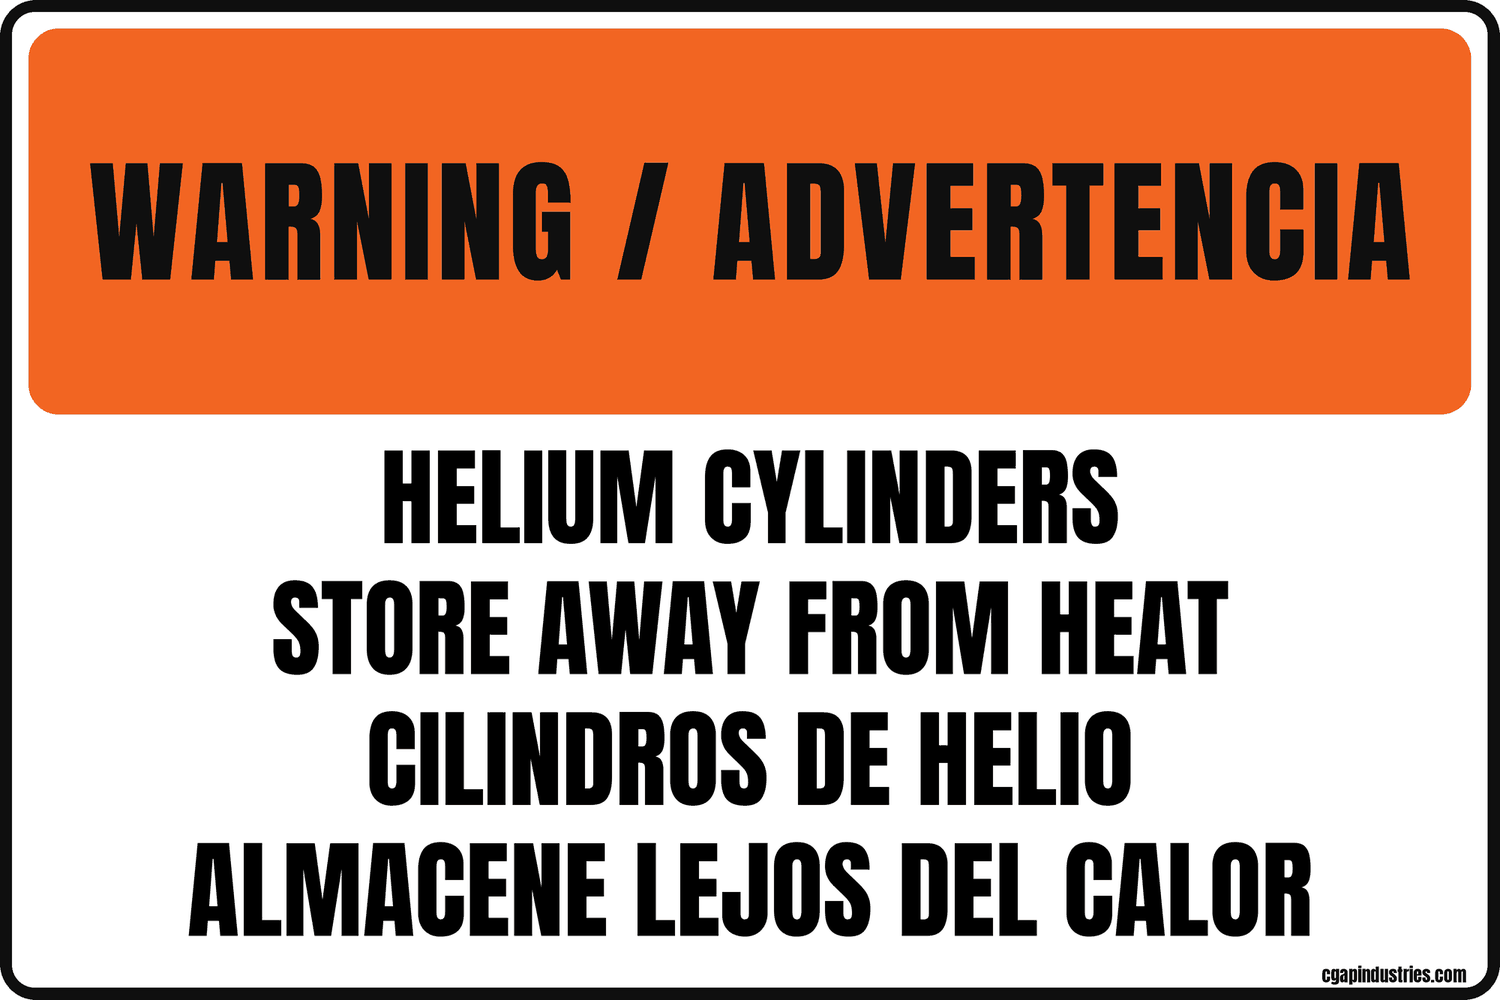 WARNING / ADVERTENCIA
HELIUM CYLINDERS
STORE AWAY FROM HEAT
CILINDROS DE HELIO
ALMACENE LEJOS DEL CALOR
cgapindustries.com